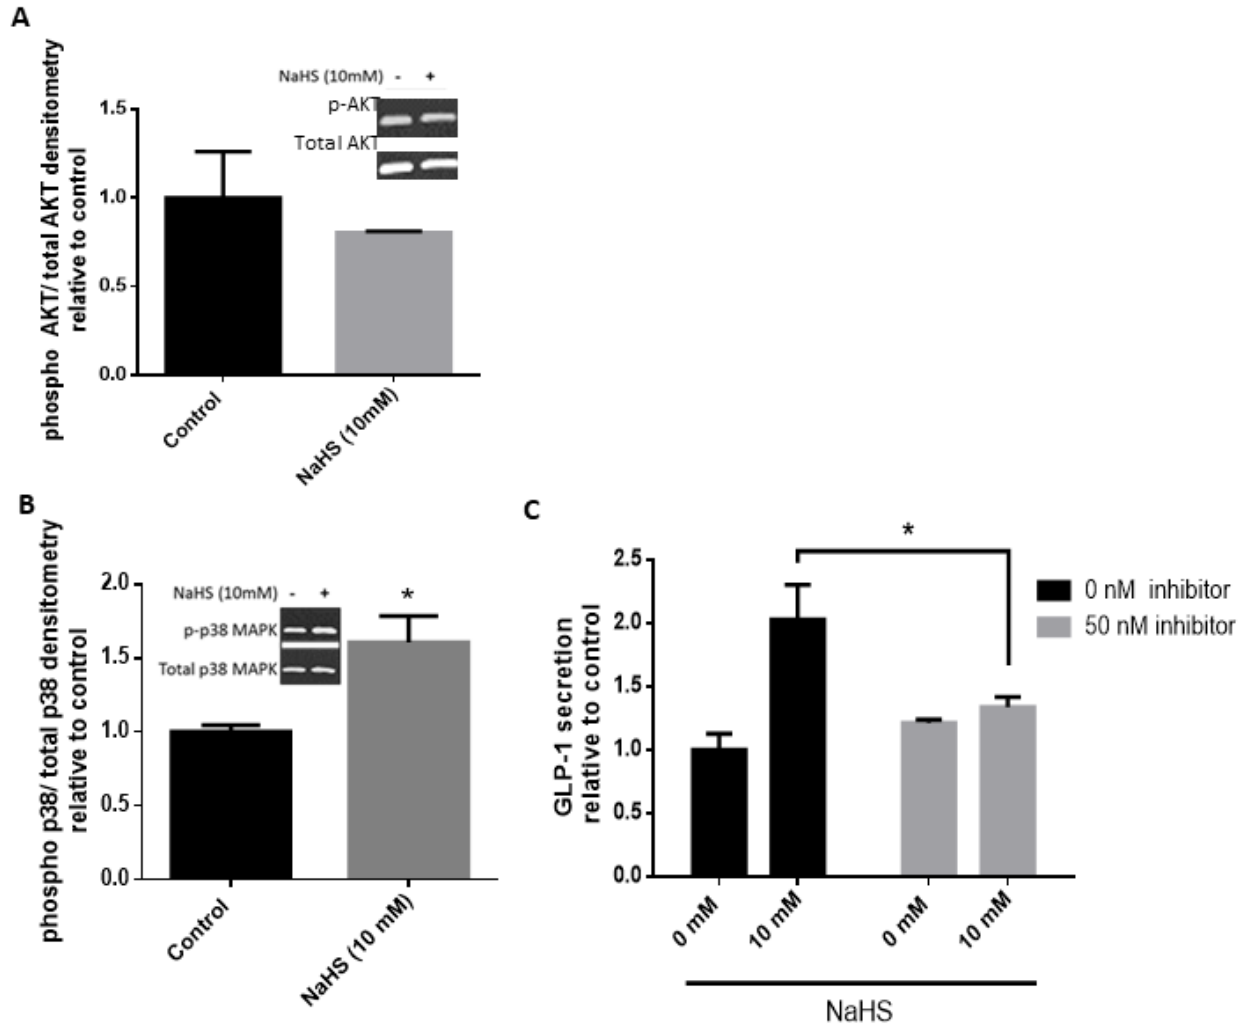 A
NaHS (10mM) - +
p-AKT
Total AKT
phospho AKT/ total AKT densitometry
relative to control
1.5
1.0
0.5
0.0
Control
NaHS (10mM)
B
NaHS (10mM) - +
p-p38 MAPK
Total p38 MAPK
*
phospho p38/ total p38 densitometry
relative to control
2.0
1.5
1.0
0.5
0.0
Control
NaHS (10 mM)
C
*
GLP-1 secretion
relative to control
2.5
2.0
1.5
1.0
0.5
0.0
0 nM inhibitor
50 nM inhibitor
0 mM
10 mM
0 mM
10 mM
NaHS